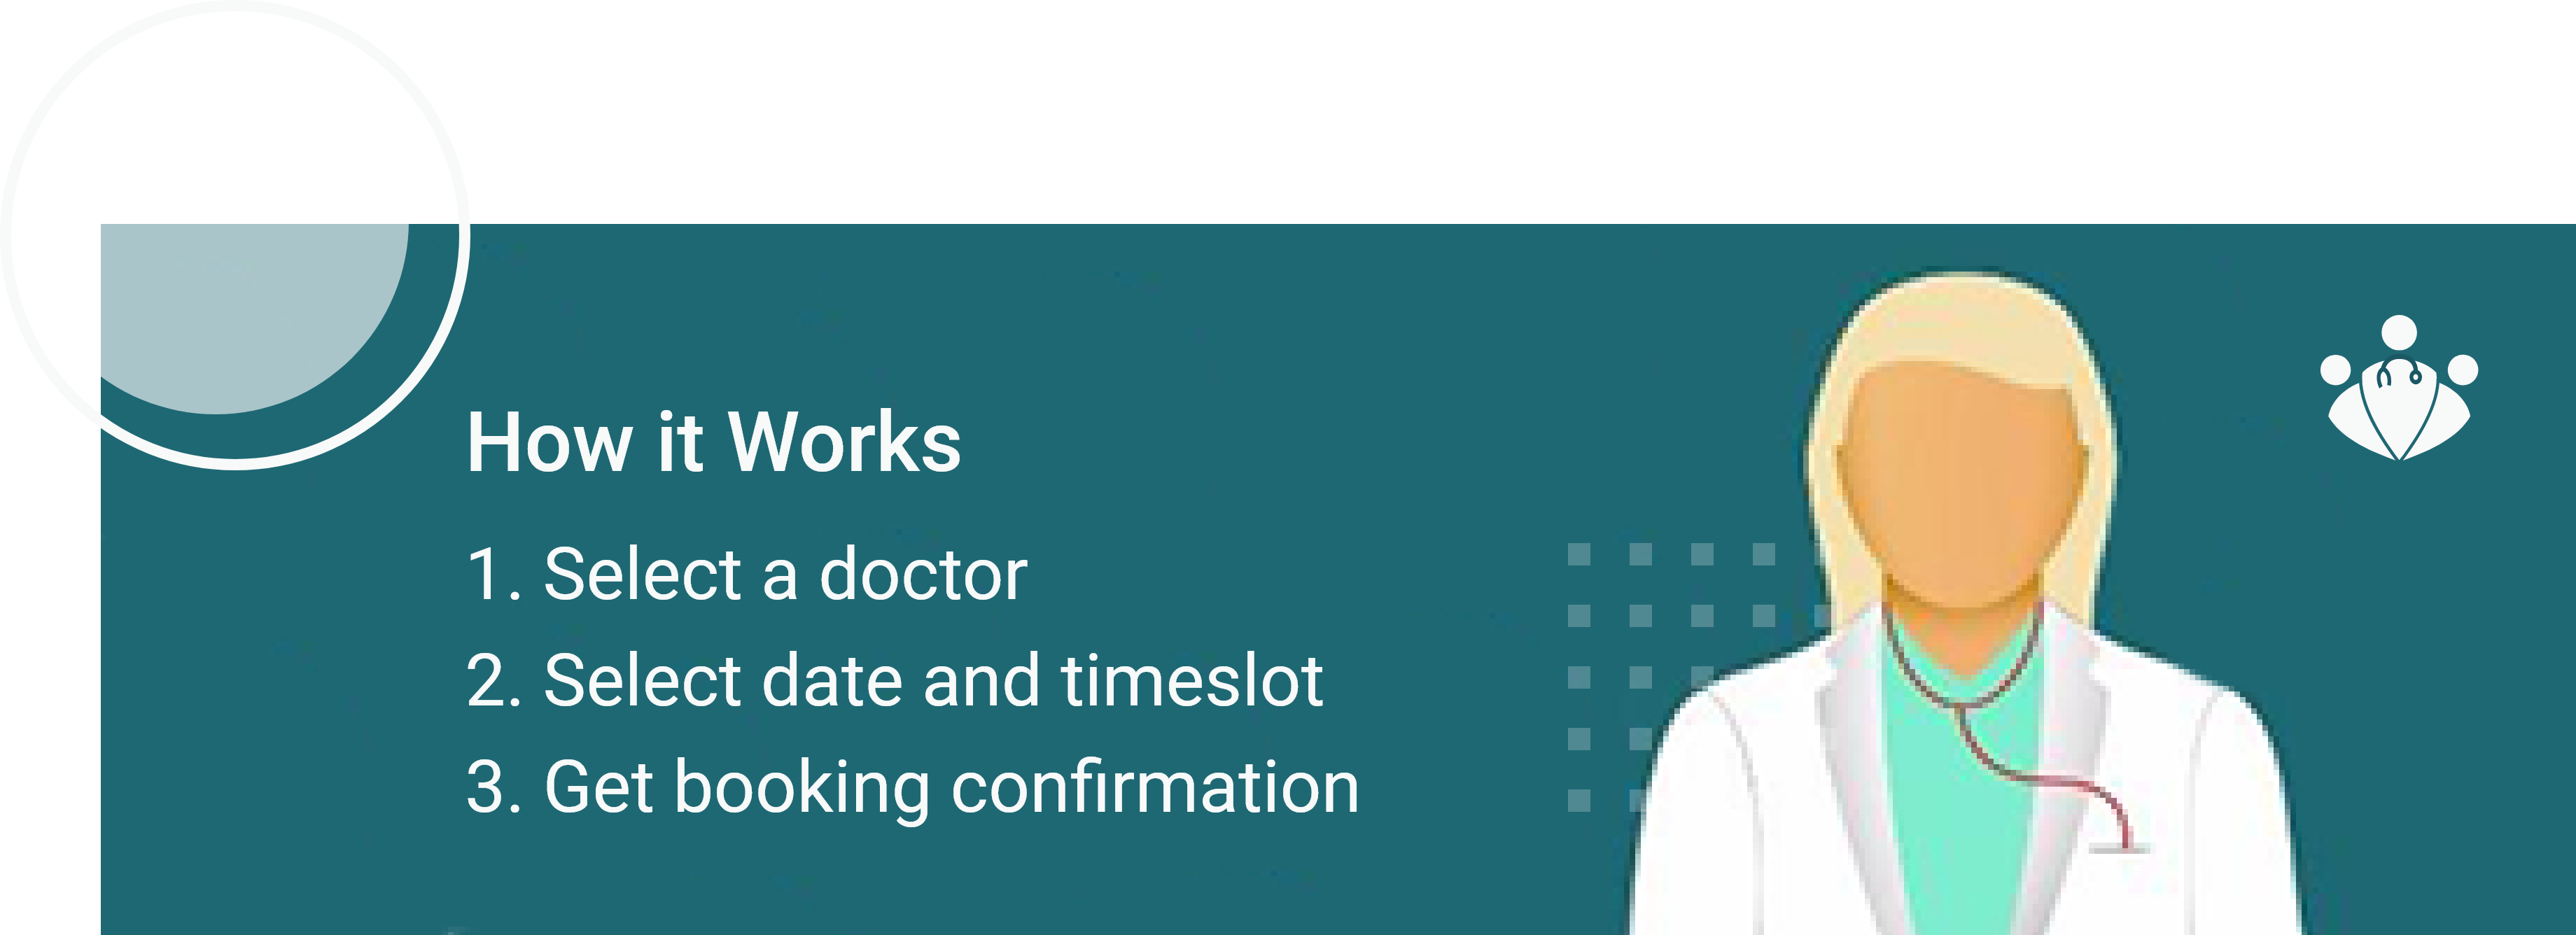 How it Works
1. Select a doctor
2. Select date and timeslot
3. Get booking confirmation